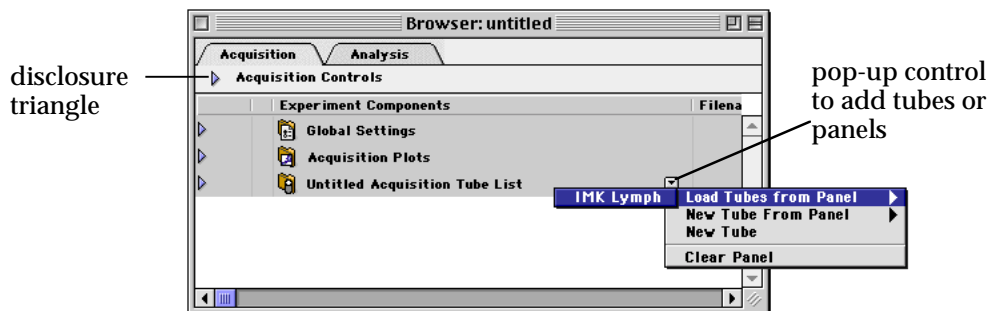 Browser: untitled
Acquisition
Analysis
disclosure
triangle
Acquisition Controls
pop-up control
to add tubes or
panels
Experiment Components
Filena
Global Settings
Acquisition Plots
Untitled Acquisition Tube List
IMK Lymph
Load Tubes from Panel
New Tube From Panel
New Tube
Clear Panel